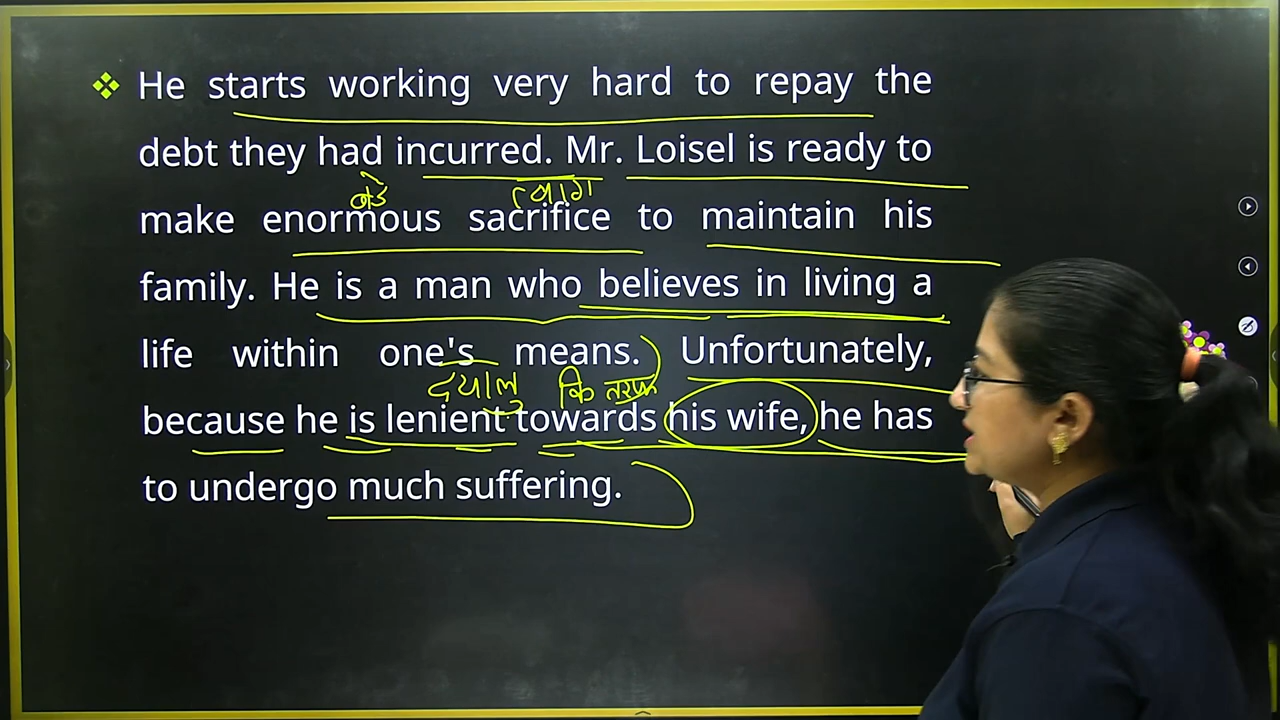 ❖ He starts working very hard to repay the
debt they had incurred. Mr. Loisel is ready to
बड़े त्याग
make enormous sacrifice to maintain his
family. He is a man who believes in living a
life within one's means. Unfortunately,
दयालु कि तरफ
because he is lenient towards his wife, he has
to undergo much suffering.